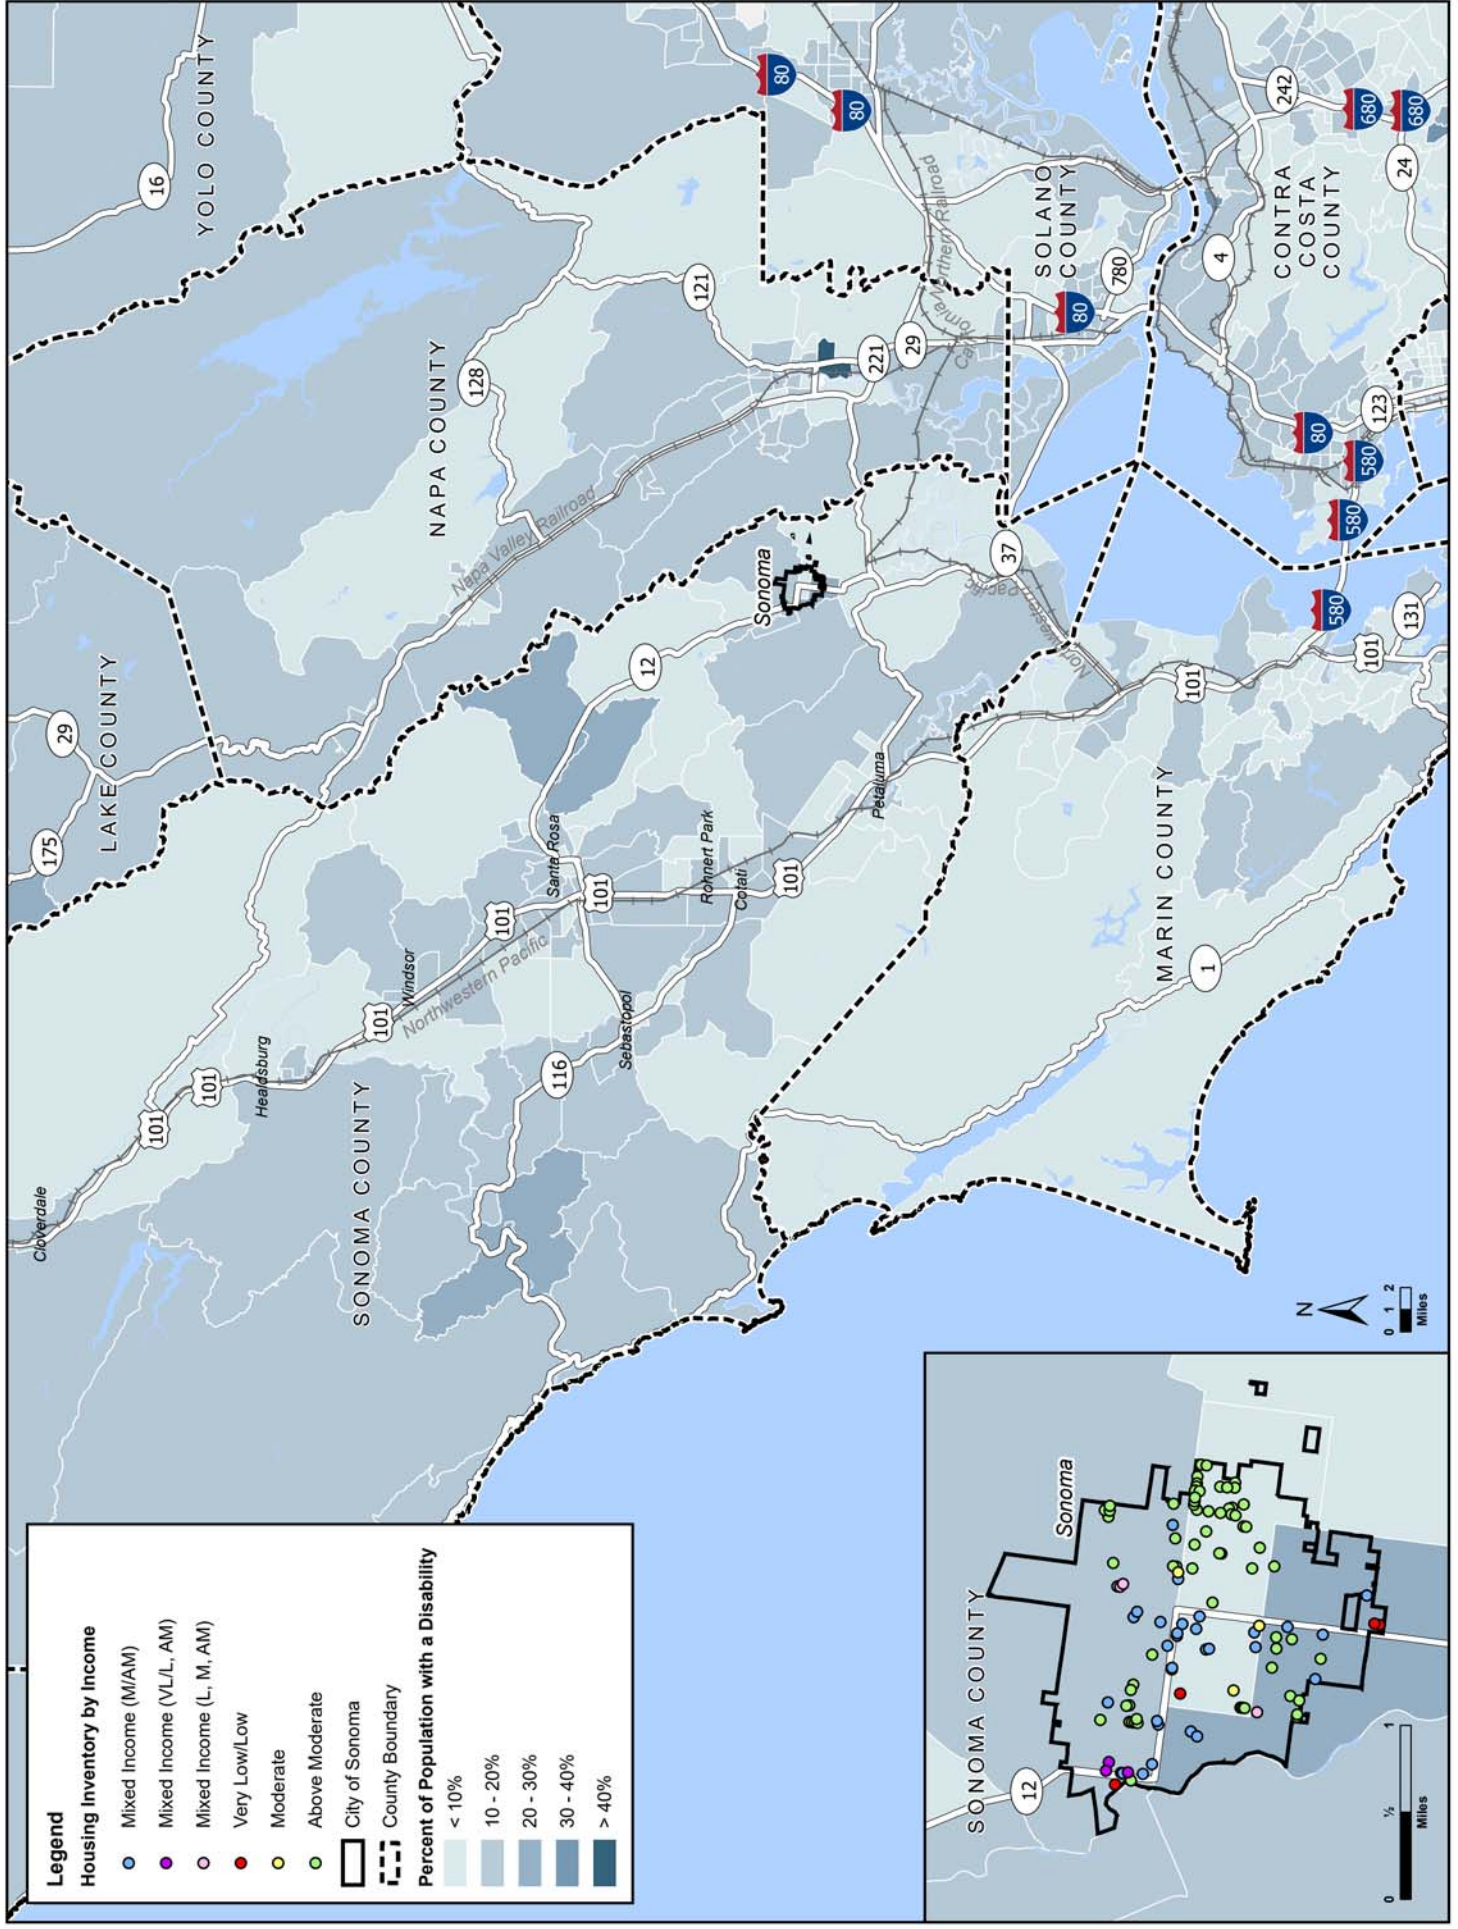 Legend
Housing Inventory by Income
Mixed Income (M/AM)
Mixed Income (VL/L, AM)
Mixed Income (L, M, AM)
Very Low/Low
Moderate
Above Moderate
City of Sonoma
County Boundary
Percent of Population with a Disability
< 10%
10 - 20%
20 - 30%
30 - 40%
> 40%
Cloverdale
101
101
Healdsburg
101
Windsor
101
Northwestern Pacific
SONOMA COUNTY
116
Sebastopol
Santa Rosa
101
Rohnert Park
Cotati
101
Petaluma
12
Sonoma
175
29
LAKE COUNTY
16
YOLO COUNTY
NAPA COUNTY
128
Napa Valley Railroad
121
221
29
California Northern Railroad
80
80
SOLANO
COUNTY
80
780
37
Northwestern Pacific
MARIN COUNTY
1
101
101
131
580
580
580
80
123
4
CONTRA
COSTA
COUNTY
242
680
680
24
N
0 1 2
Miles
SONOMA COUNTY
12
Sonoma
0 ½ 1
Miles